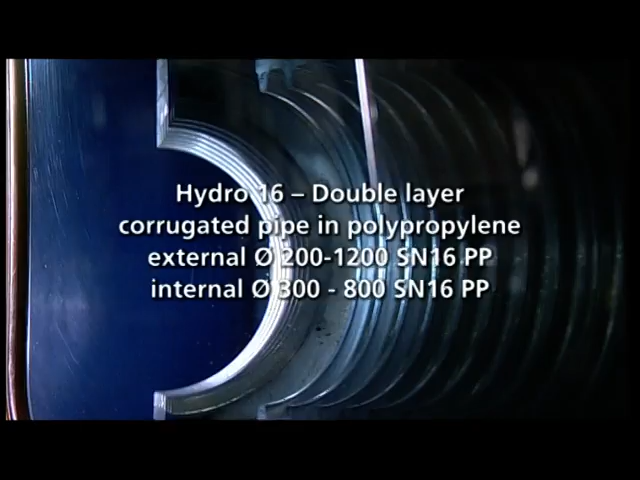 Hydro 16 – Double layer
corrugated pipe in polypropylene
external Ø 200-1200 SN16 PP
internal Ø 300 - 800 SN16 PP